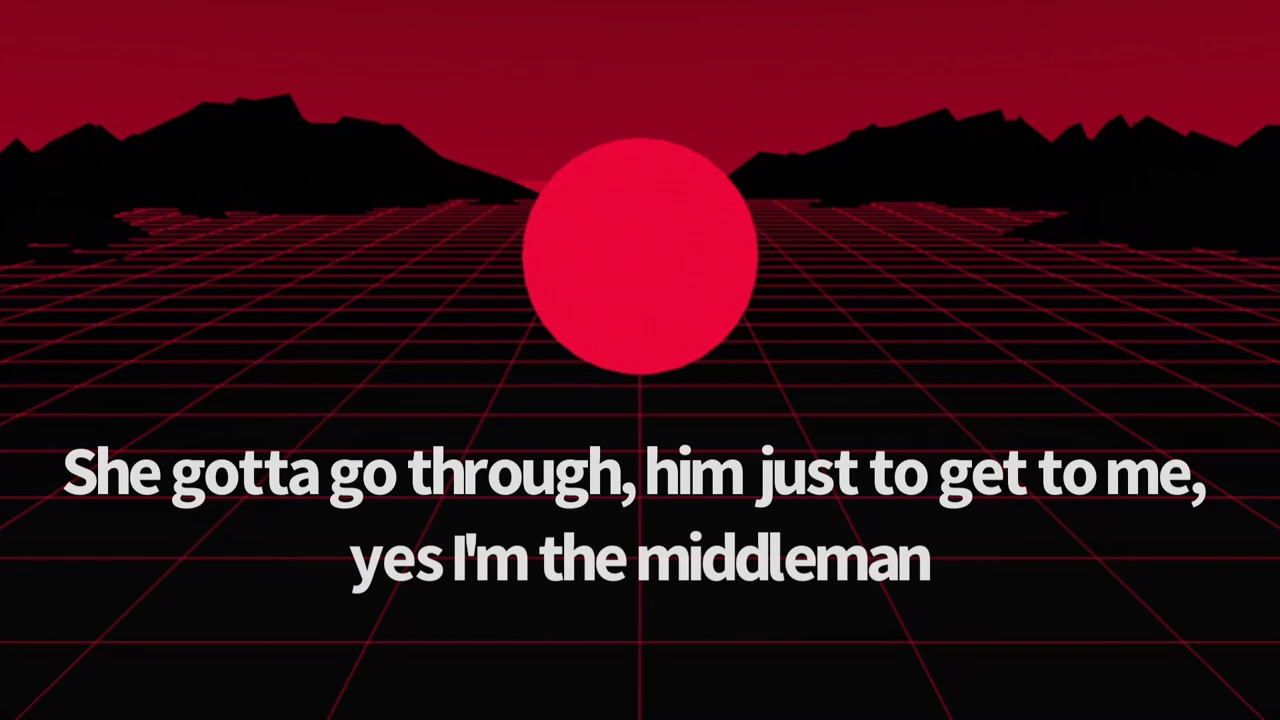 She gotta go through, him just to get to me,
yes I'm the middleman